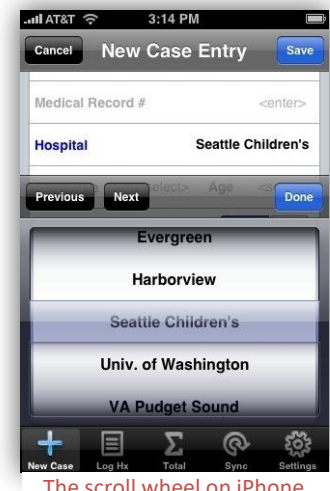 AT&T 3:14 PM
Cancel New Case Entry Save
Medical Record # <enter>
Hospital Seattle Children's
Previous Next elect> Age <s Done
Evergreen
Harborview
Seattle Children's
Univ. of Washington
VA Pudget Sound
New Case Log Hx Total Sync Settings
The scroll wheel on iPhone